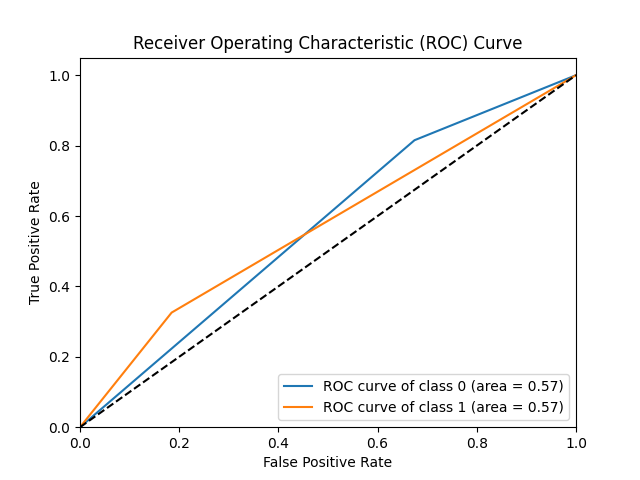 Receiver Operating Characteristic (ROC) Curve
1.0
0.8
0.6
0.4
0.2
0.0
True Positive Rate
ROC curve of class 0 (area = 0.57)
ROC curve of class 1 (area = 0.57)
0.0 0.2 0.4 0.6 0.8 1.0
False Positive Rate